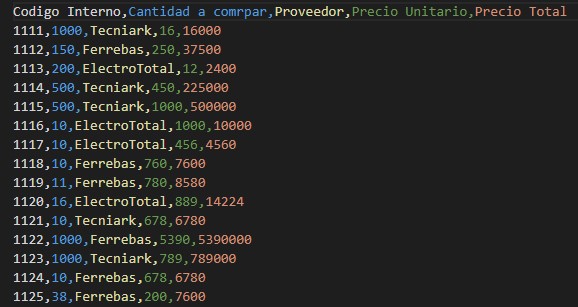 Codigo Interno,Cantidad a comrpar,Proveedor,Precio Unitario,Precio Total
1111,1000,Tecniark,16,16000
1112,150,Ferrebas,250,37500
1113,200,ElectroTotal,12,2400
1114,500,Tecniark,450,225000
1115,500,Tecniark,1000,500000
1116,10,ElectroTotal,1000,10000
1117,10,ElectroTotal,456,4560
1118,10,Ferrebas,760,7600
1119,11,Ferrebas,780,8580
1120,16,ElectroTotal,889,14224
1121,10,Tecniark,678,6780
1122,1000,Ferrebas,5390,5390000
1123,1000,Tecniark,789,789000
1124,10,Ferrebas,678,6780
1125,38,Ferrebas,200,7600